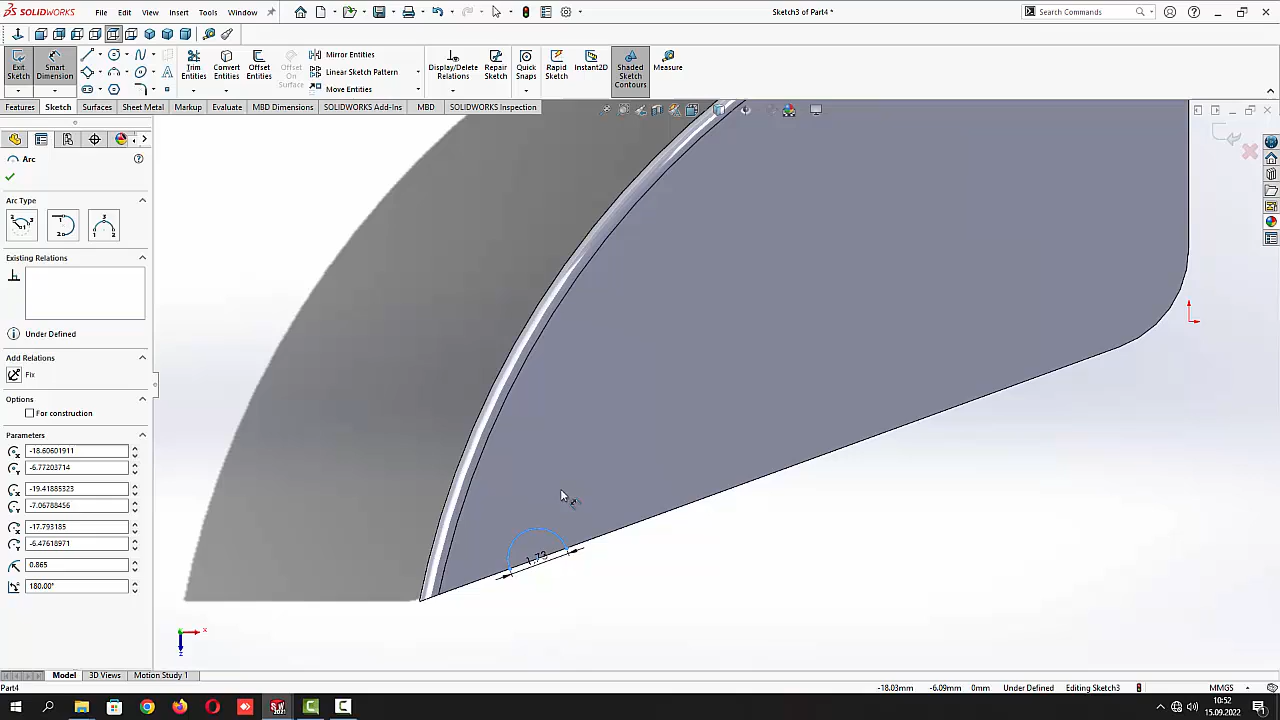 SOLIDWORKS File Edit View Insert Tools Window Sketch3 of Part4 * Search Commands
Exit Sketch
Smart Dimension
Trim Entities
Convert Entities
Offset Entities
Offset On Surface
Mirror Entities
Linear Sketch Pattern
Move Entities
Display/Delete Relations
Repair Sketch
Quick Snaps
Rapid Sketch
Instant2D
Shaded Sketch Contours
Measure
Features Sketch Surfaces Sheet Metal Markup Evaluate MBD Dimensions SOLIDWORKS Add-Ins MBD SOLIDWORKS Inspection
Arc
Arc Type
Existing Relations
Under Defined
Add Relations
Fix
Options
For construction
Parameters
-18.60601911
-6.77203714
-19.41885323
-7.06788456
-17.793185
-6.47618971
0.865
180.00°
1.73
Model 3D Views Motion Study 1
Part4 -18.03mm -6.09mm 0mm Under Defined Editing Sketch3 MMGS
10:52
15.09.2022